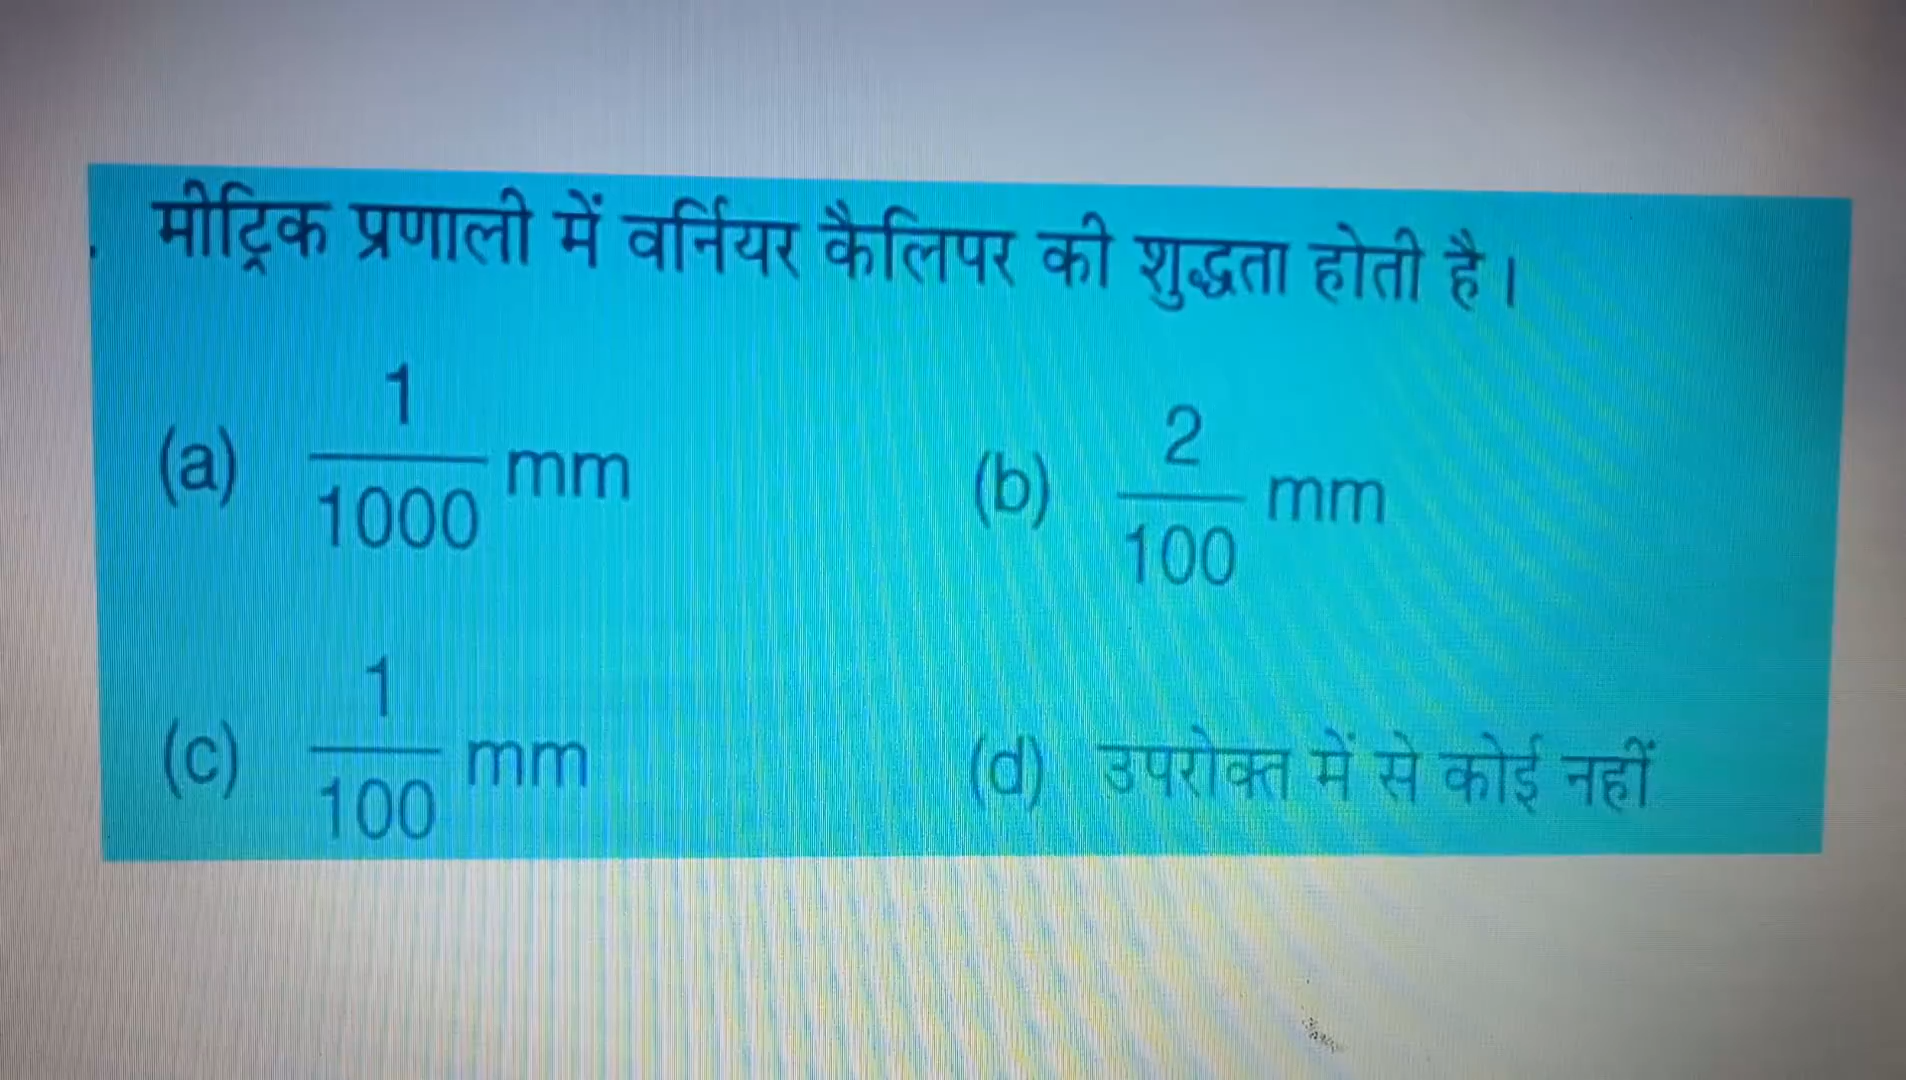 मीट्रिक प्रणाली में वर्नियर कैलिपर की शुद्धता होती है।
(a) 1/1000 mm (b) 2/100 mm
(c) 1/100 mm (d) उपरोक्त में से कोई नहीं